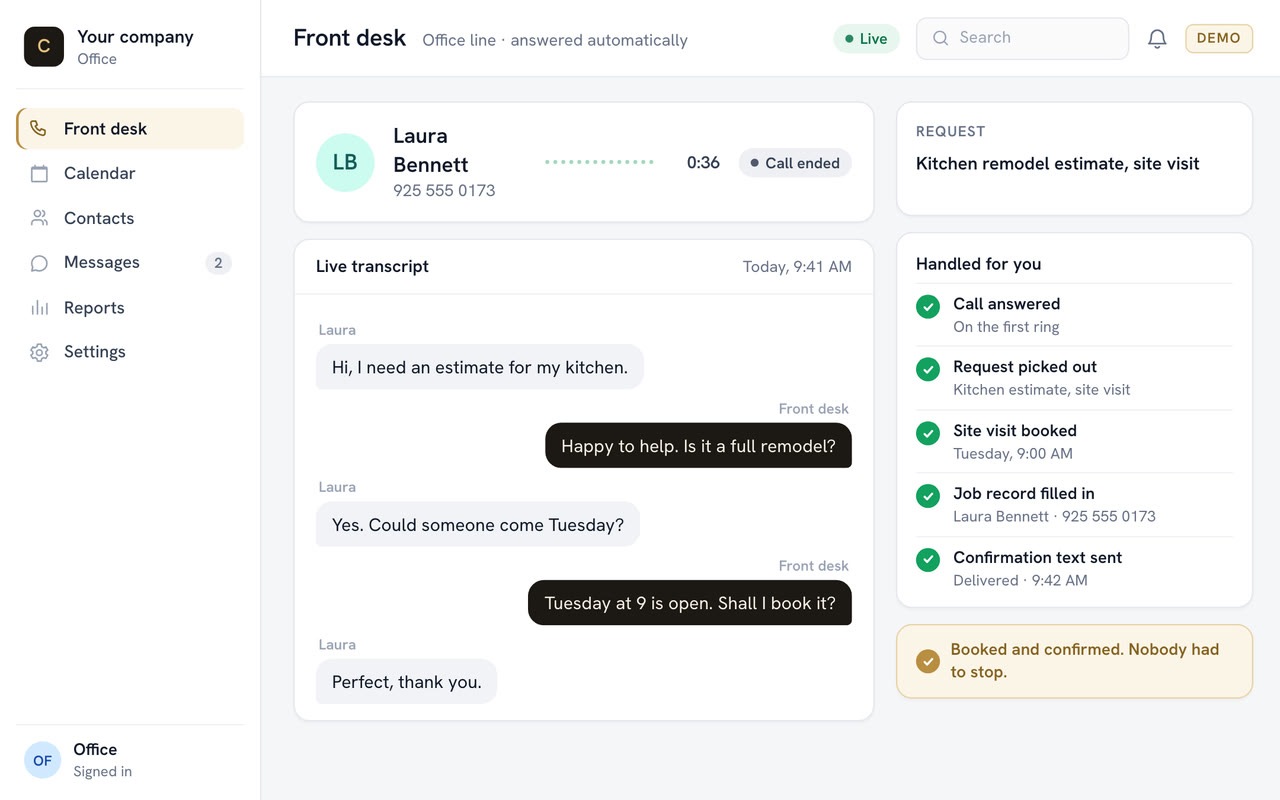 C
Your company
Office
Front desk
Calendar
Contacts
Messages
2
Reports
Settings
OF
Office
Signed in
Front desk
Office line · answered automatically
Live
Search
DEMO
LB
Laura
Bennett
925 555 0173
0:36
Call ended
Live transcript
Today, 9:41 AM
Laura
Hi, I need an estimate for my kitchen.
Front desk
Happy to help. Is it a full remodel?
Laura
Yes. Could someone come Tuesday?
Front desk
Tuesday at 9 is open. Shall I book it?
Laura
Perfect, thank you.
REQUEST
Kitchen remodel estimate, site visit
Handled for you
Call answered
On the first ring
Request picked out
Kitchen estimate, site visit
Site visit booked
Tuesday, 9:00 AM
Job record filled in
Laura Bennett · 925 555 0173
Confirmation text sent
Delivered · 9:42 AM
Booked and confirmed. Nobody had
to stop.